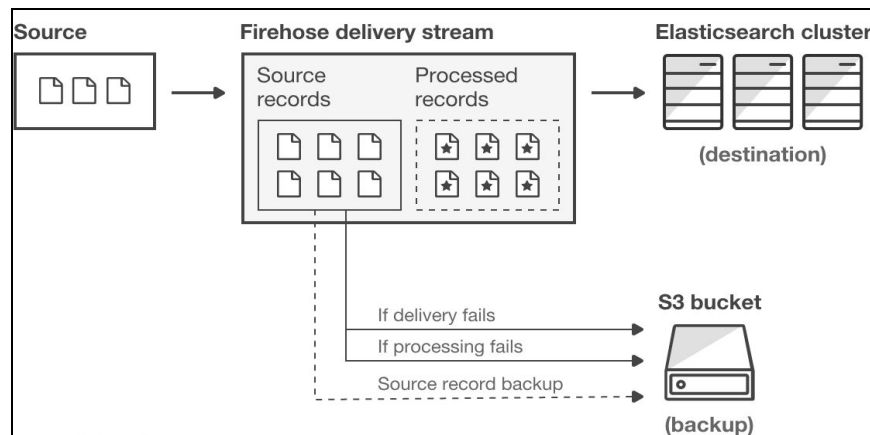 Source
Firehose delivery stream
Elasticsearch cluster
Source
records
Processed
records
(destination)
If delivery fails
If processing fails
Source record backup
S3 bucket
(backup)